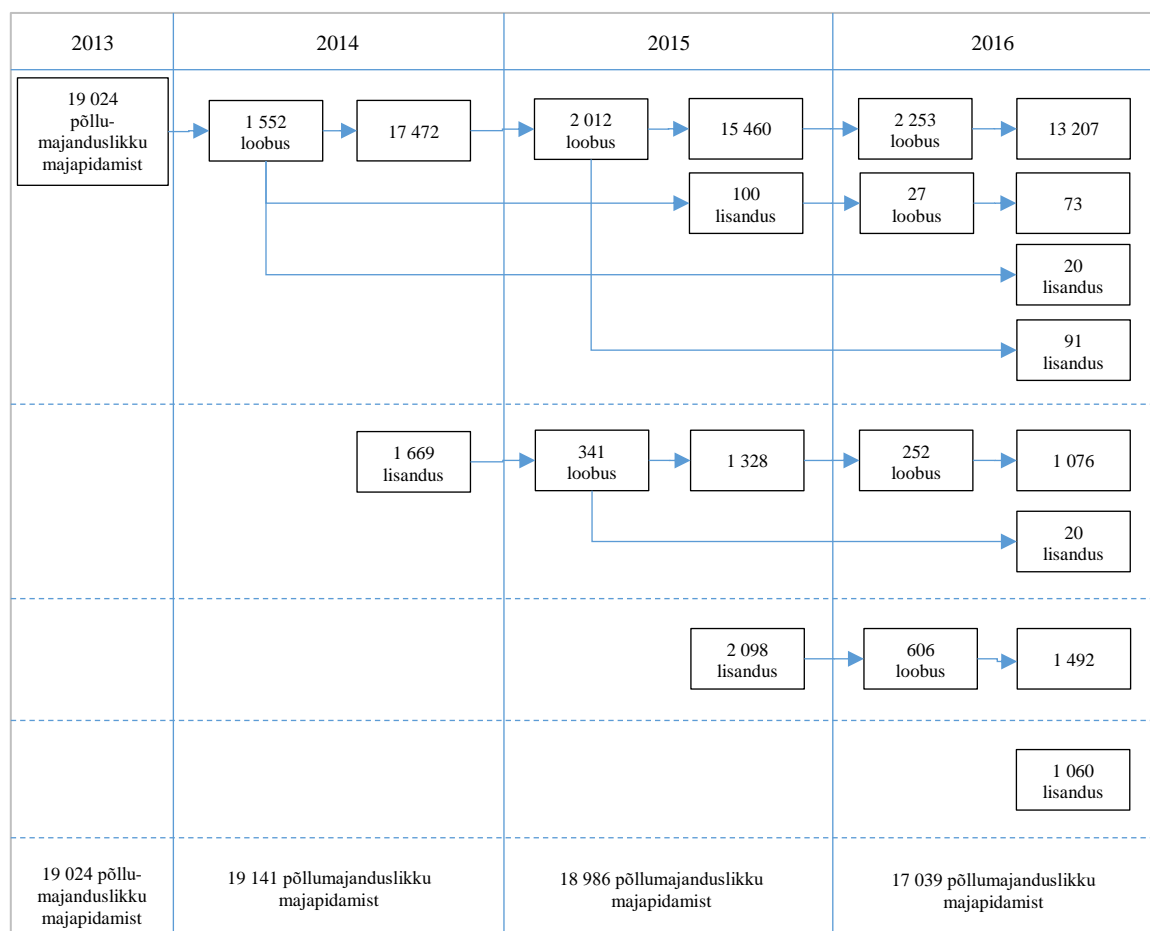 2013
2014
2015
2016
19 024
põllu-
majanduslikku
majapidamist
1 552
loobus
17 472
2 012
loobus
15 460
2 253
loobus
13 207
100
lisandus
27
loobus
73
20
lisandus
91
lisandus
1 669
lisandus
341
loobus
1 328
252
loobus
1 076
20
lisandus
2 098
lisandus
606
loobus
1 492
1 060
lisandus
19 024 põllu-
majanduslikku
majapidamist
19 141 põllumajanduslikku
majapidamist
18 986 põllumajanduslikku
majapidamist
17 039 põllumajanduslikku
majapidamist